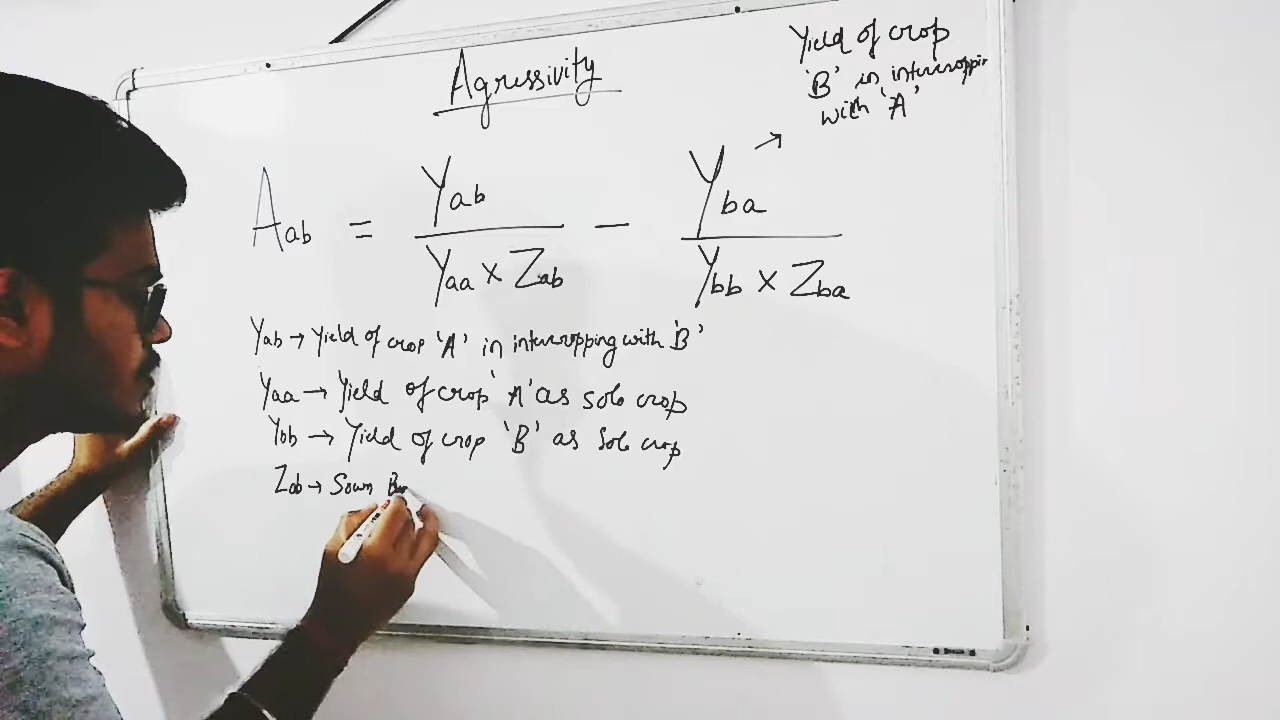 Agressivity
Yield of crop
'B' in intercroppin
with 'A'
Aab = Yab / Yaa x Zab - Yba / Ybb x Zba
Yab → Yield of crop 'A' in intercropping with 'B'
Yaa → Yield of crop 'A' as sole crop
Ybb → Yield of crop 'B' as sole crop
Zab → Sown